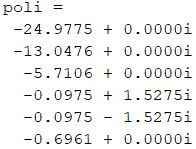 poli =
-24.9775 + 0.0000i
-13.0476 + 0.0000i
-5.7106 + 0.0000i
-0.0975 + 1.5275i
-0.0975 - 1.5275i
-0.6961 + 0.0000i